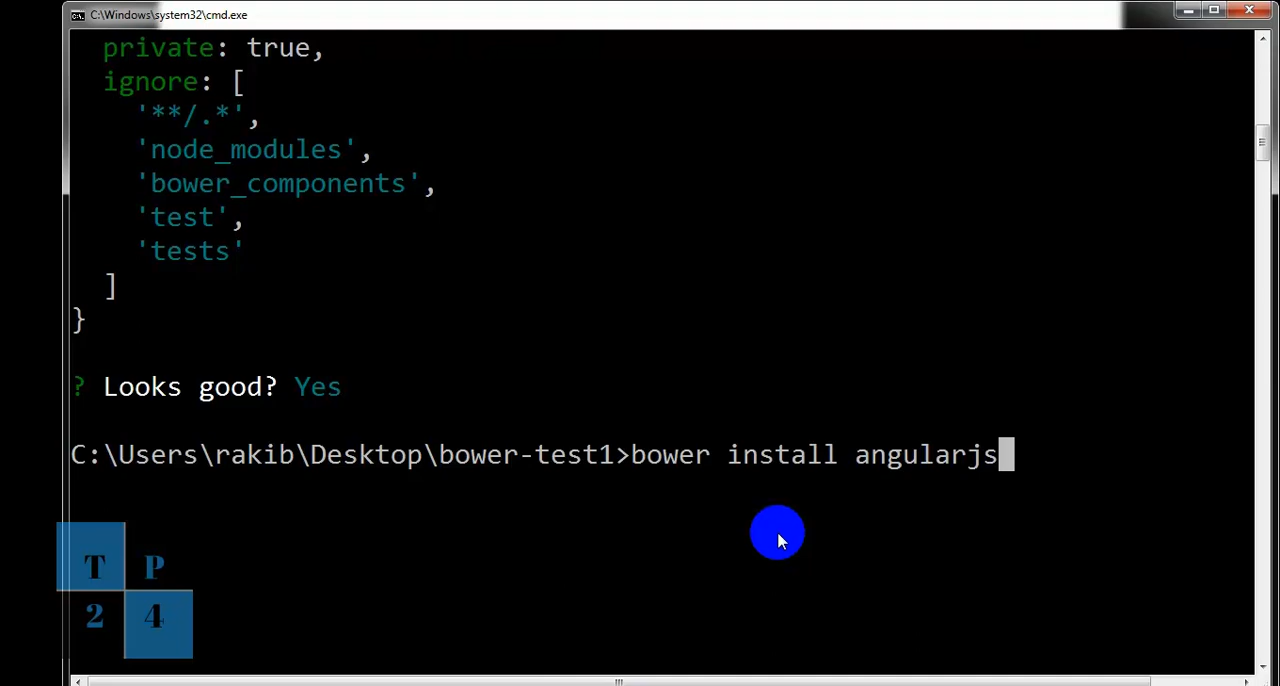 C:\Windows\system32\cmd.exe
private: true,
ignore: [
'**/.*',
'node_modules',
'bower_components',
'test',
'tests'
]
}
? Looks good? Yes
C:\Users\rakib\Desktop\bower-test1>bower install angularjs
T P
2 4